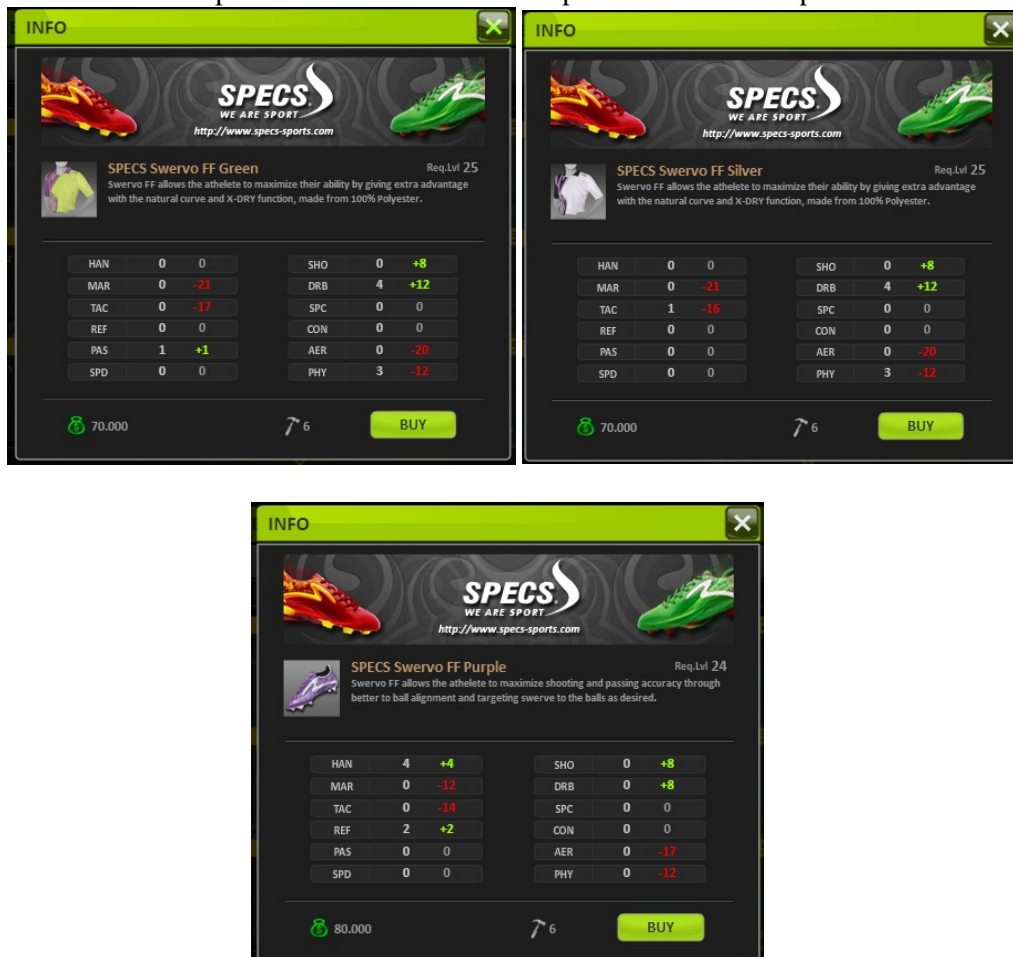 INFO
SPECS
WE ARE SPORT
http://www.specs-sports.com
SPECS Swervo FF Green Req.Lvl 25
Swervo FF allows the athelete to maximize their ability by giving extra advantage
with the natural curve and X-DRY function, made from 100% Polyester.
HAN 0 0 SHO 0 +8
MAR 0 -21 DRB 4 +12
TAC 0 -17 SPC 0 0
REF 0 0 CON 0 0
PAS 1 +1 AER 0 -20
SPD 0 0 PHY 3 -12
70.000 6 BUY
INFO
SPECS
WE ARE SPORT
http://www.specs-sports.com
SPECS Swervo FF Silver Req.Lvl 25
Swervo FF allows the athelete to maximize their ability by giving extra advantage
with the natural curve and X-DRY function, made from 100% Polyester.
HAN 0 0 SHO 0 +8
MAR 0 -21 DRB 4 +12
TAC 1 -16 SPC 0 0
REF 0 0 CON 0 0
PAS 0 0 AER 0 -20
SPD 0 0 PHY 3 -12
70.000 6 BUY
INFO
SPECS
WE ARE SPORT
http://www.specs-sports.com
SPECS Swervo FF Purple Req.Lvl 24
Swervo FF allows the athelete to maximize shooting and passing accuracy through
better to ball alignment and targeting swerve to the balls as desired.
HAN 4 +4 SHO 0 +8
MAR 0 -12 DRB 0 +8
TAC 0 -14 SPC 0 0
REF 2 +2 CON 0 0
PAS 0 0 AER 0 -17
SPD 0 0 PHY 0 -12
80.000 6 BUY